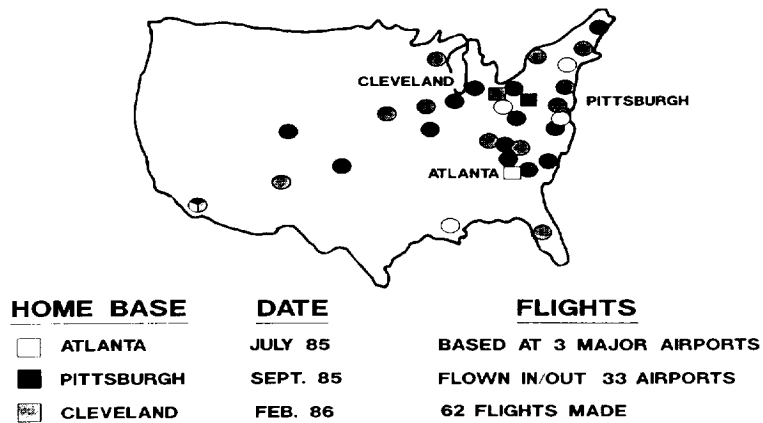 CLEVELAND
PITTSBURGH
ATLANTA
HOME BASE DATE FLIGHTS
ATLANTA JULY 85 BASED AT 3 MAJOR AIRPORTS
PITTSBURGH SEPT. 85 FLOWN IN/OUT 33 AIRPORTS
CLEVELAND FEB. 86 62 FLIGHTS MADE